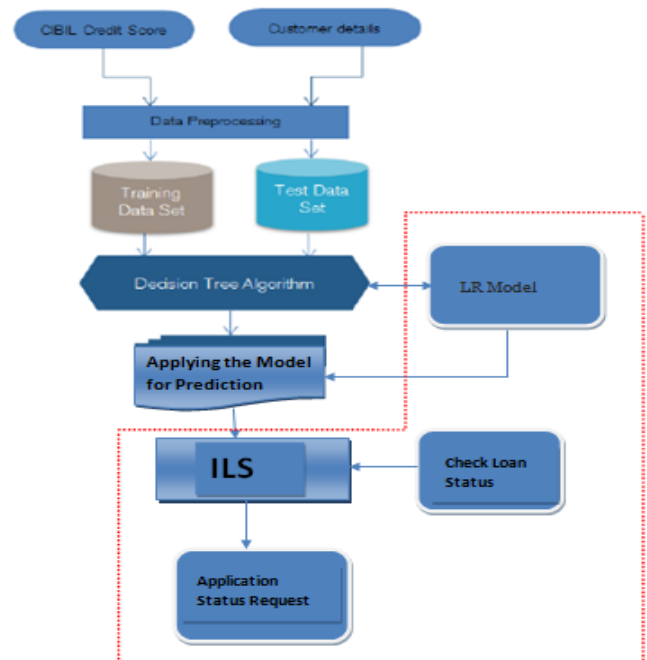 CIBIL Credit Score
Customer details
Data Preprocessing
Training
Data Set
Test Data
Set
Decision Tree Algorithm
LR Model
Applying the Model
for Prediction
ILS
Check Loan
Status
Application
Status Request